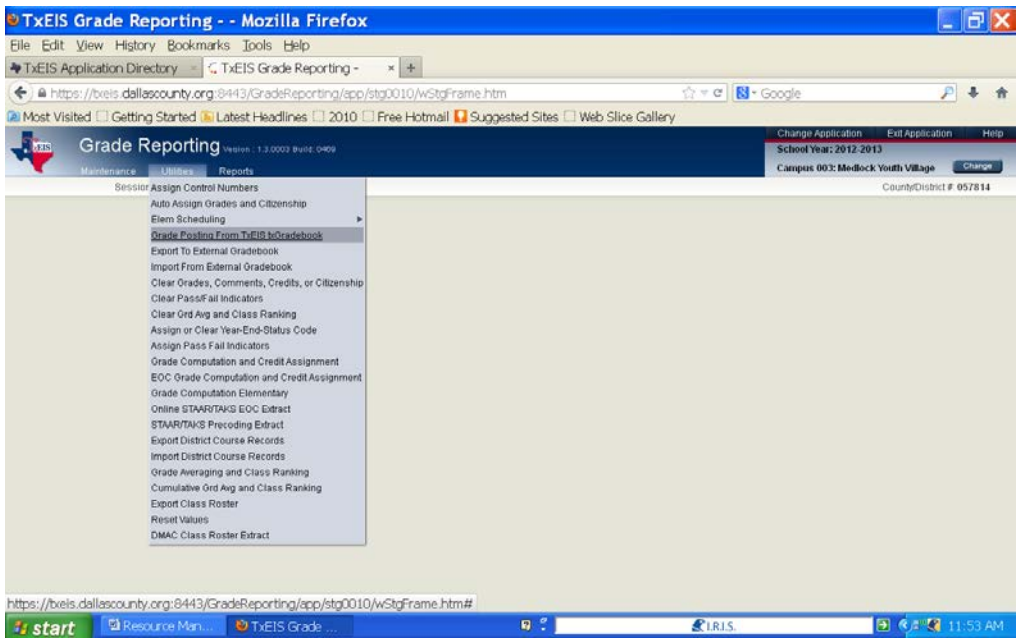 TxEIS Grade Reporting - - Mozilla Firefox
File Edit View History Bookmarks Tools Help
TxEIS Application Directory × TxEIS Grade Reporting - × +
https://txeis.dallascounty.org:8443/GradeReporting/app/stg0010/wStgFrame.htm Google
Most Visited Getting Started Latest Headlines 2010 Free Hotmail Suggested Sites Web Slice Gallery
Change Application Exit Application Help
Grade Reporting Version : 1.3.0003 Build: 0409
School Year: 2012-2013
Campus 003: Medlock Youth Village Change
Maintenance Utilities Reports
Session County/District #: 057814
Assign Control Numbers
Auto Assign Grades and Citizenship
Elem Scheduling
Grade Posting From TxEIS txGradebook
Export To External Gradebook
Import From External Gradebook
Clear Grades, Comments, Credits, or Citizenship
Clear Pass/Fail Indicators
Clear Grd Avg and Class Ranking
Assign or Clear Year-End-Status Code
Assign Pass Fail Indicators
Grade Computation and Credit Assignment
EOC Grade Computation and Credit Assignment
Grade Computation Elementary
Online STAAR/TAKS EOC Extract
STAAR/TAKS Precoding Extract
Export District Course Records
Import District Course Records
Grade Averaging and Class Ranking
Cumulative Grd Avg and Class Ranking
Export Class Roster
Reset Values
DMAC Class Roster Extract
https://txeis.dallascounty.org:8443/GradeReporting/app/stg0010/wStgFrame.htm#
start Resource Man... TxEIS Grade ... I.R.I.S. 11:53 AM